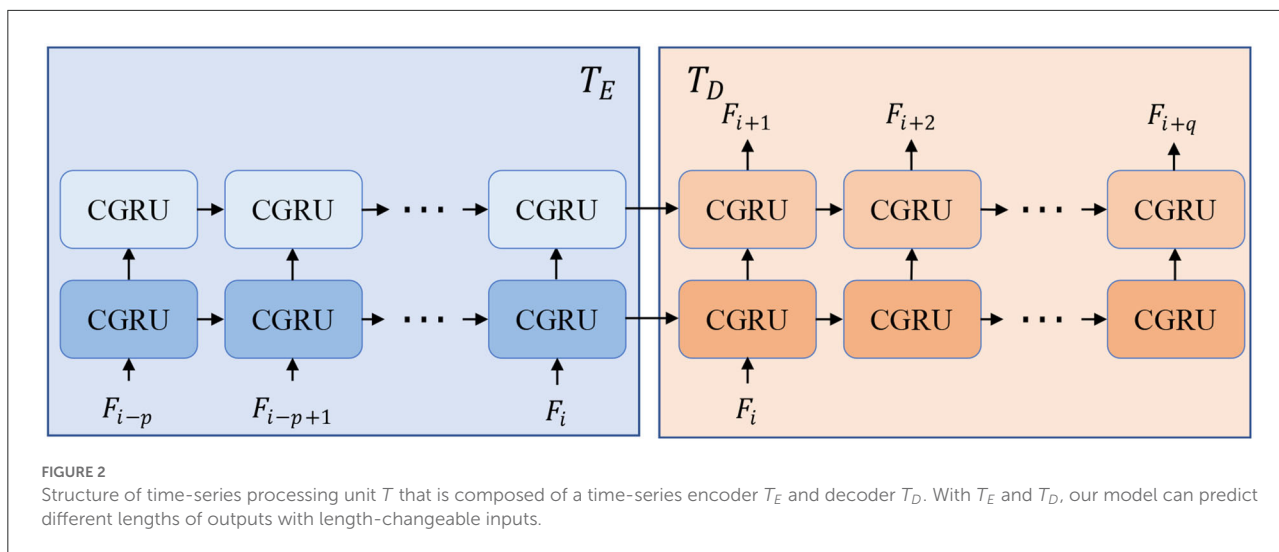 T_E
T_D
F_{i+1} F_{i+2} F_{i+q}
CGRU CGRU ··· CGRU CGRU CGRU ··· CGRU
CGRU CGRU ··· CGRU CGRU CGRU ··· CGRU
F_{i-p} F_{i-p+1} F_i F_i
FIGURE 2
Structure of time-series processing unit T that is composed of a time-series encoder T_E and decoder T_D. With T_E and T_D, our model can predict
different lengths of outputs with length-changeable inputs.